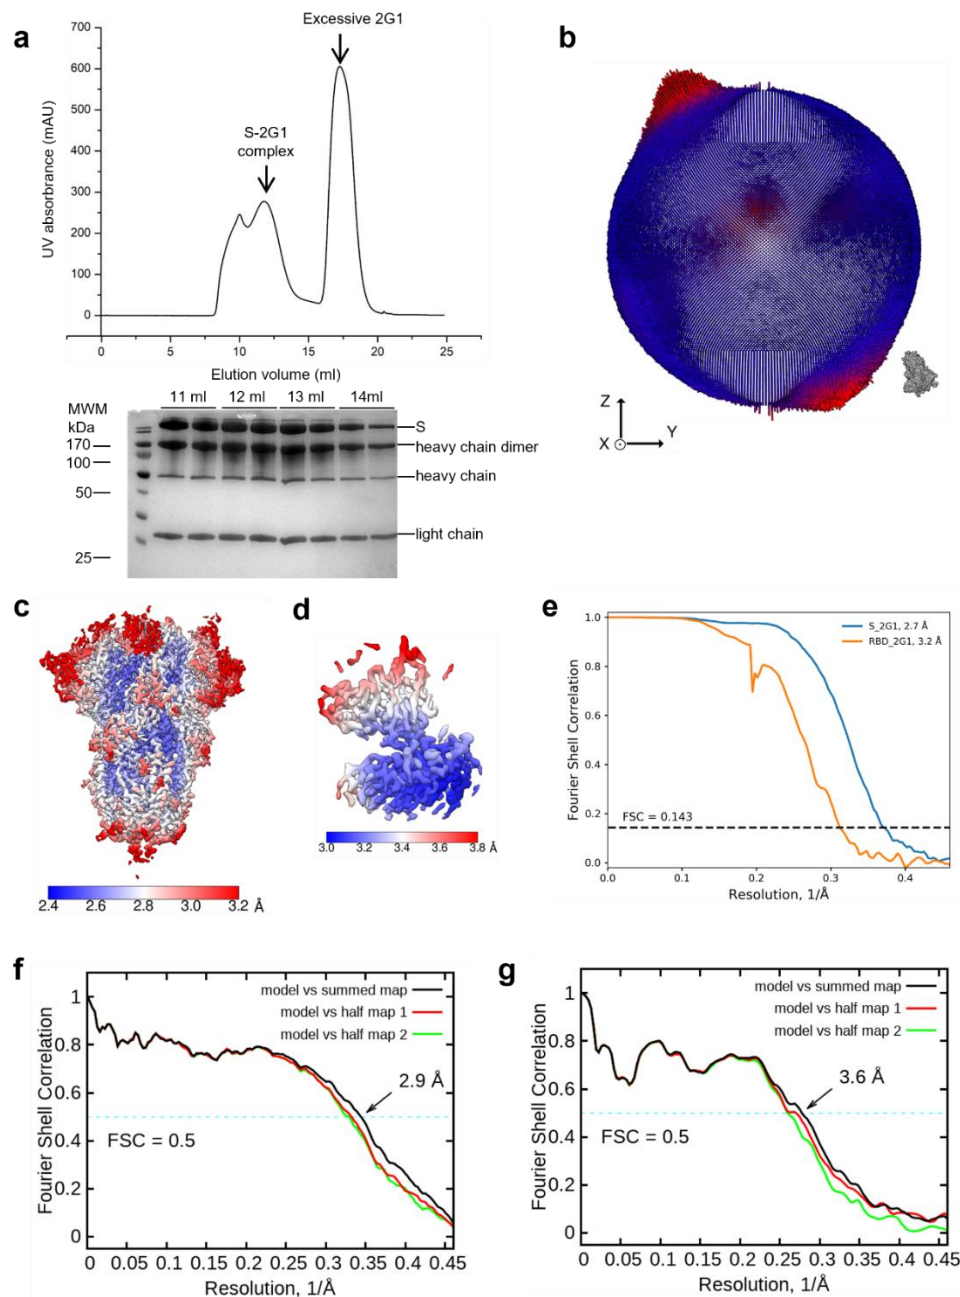 a
Excessive 2G1
S-2G1
complex
UV absorbrance (mAU)
700
600
500
400
300
200
100
0
0 5 10 15 20 25
Elution volume (ml)
MWM
kDa
11 ml 12 ml 13 ml 14ml
170
100
50
25
S
heavy chain dimer
heavy chain
light chain
b
Z
X
Y
c
2.4 2.6 2.8 3.0 3.2 Å
d
3.0 3.2 3.4 3.6 3.8 Å
e
Fourier Shell Correlation
1.0
0.8
0.6
0.4
0.2
0.0
S_2G1, 2.7 Å
RBD_2G1, 3.2 Å
FSC = 0.143
0.0 0.1 0.2 0.3 0.4
Resolution, 1/Å
f
Fourier Shell Correlation
1
0.8
0.6
0.4
0.2
0
model vs summed map
model vs half map 1
model vs half map 2
2.9 Å
FSC = 0.5
0 0.05 0.1 0.15 0.2 0.25 0.3 0.35 0.4 0.45
Resolution, 1/Å
g
Fourier Shell Correlation
1
0.8
0.6
0.4
0.2
0
model vs summed map
model vs half map 1
model vs half map 2
3.6 Å
FSC = 0.5
0 0.05 0.1 0.15 0.2 0.25 0.3 0.35 0.4 0.45
Resolution, 1/Å